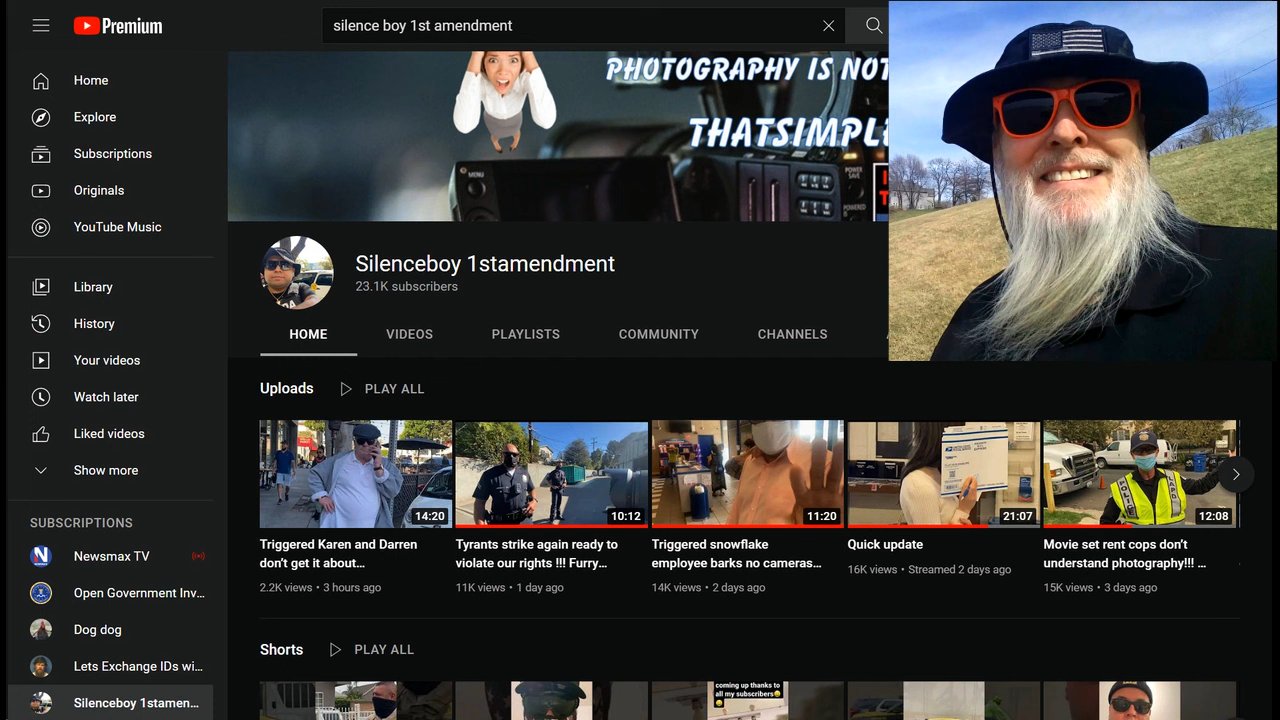 Premium
silence boy 1st amendment
Home
Explore
Subscriptions
Originals
YouTube Music
Library
History
Your videos
Watch later
Liked videos
Show more
SUBSCRIPTIONS
Newsmax TV
Open Government Inv...
Dog dog
Lets Exchange IDs wi...
Silenceboy 1stamen...
PHOTOGRAPHY IS NOT
THATSIMPL
MENU
POWER
SAVE
POWERED
Silenceboy 1stamendment
23.1K subscribers
HOME
VIDEOS
PLAYLISTS
COMMUNITY
CHANNELS
Uploads
PLAY ALL
14:20
10:12
11:20
21:07
POLICE
LAPD
12:08
Triggered Karen and Darren
don't get it about...
2.2K views • 3 hours ago
Tyrants strike again ready to
violate our rights !!! Furry...
11K views • 1 day ago
Triggered snowflake
employee barks no cameras...
14K views • 2 days ago
Quick update
16K views • Streamed 2 days ago
Movie set rent cops don't
understand photography!!! ...
15K views • 3 days ago
Shorts
PLAY ALL
coming up thanks to
all my subscribers